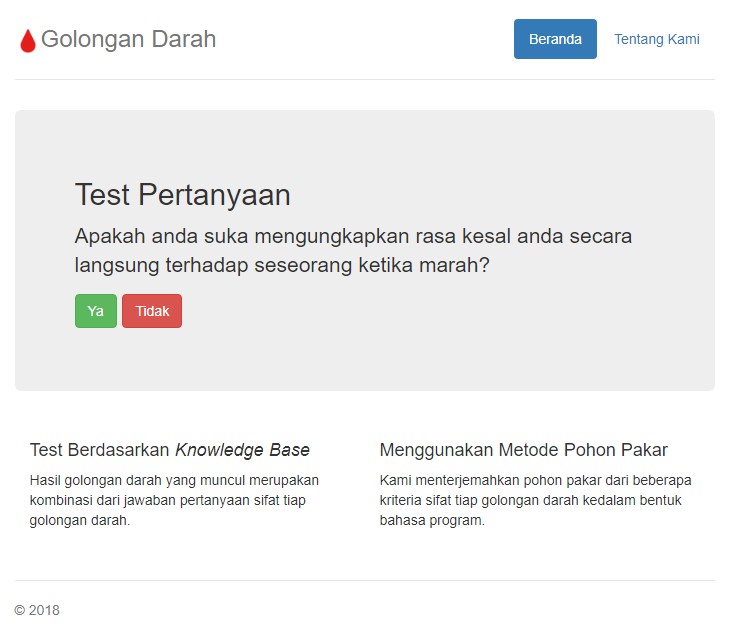 Golongan Darah
Beranda
Tentang Kami
Test Pertanyaan
Apakah anda suka mengungkapkan rasa kesal anda secara
langsung terhadap seseorang ketika marah?
Ya
Tidak
Test Berdasarkan Knowledge Base
Hasil golongan darah yang muncul merupakan
kombinasi dari jawaban pertanyaan sifat tiap
golongan darah.
Menggunakan Metode Pohon Pakar
Kami menterjemahkan pohon pakar dari beberapa
kriteria sifat tiap golongan darah kedalam bentuk
bahasa program.
© 2018